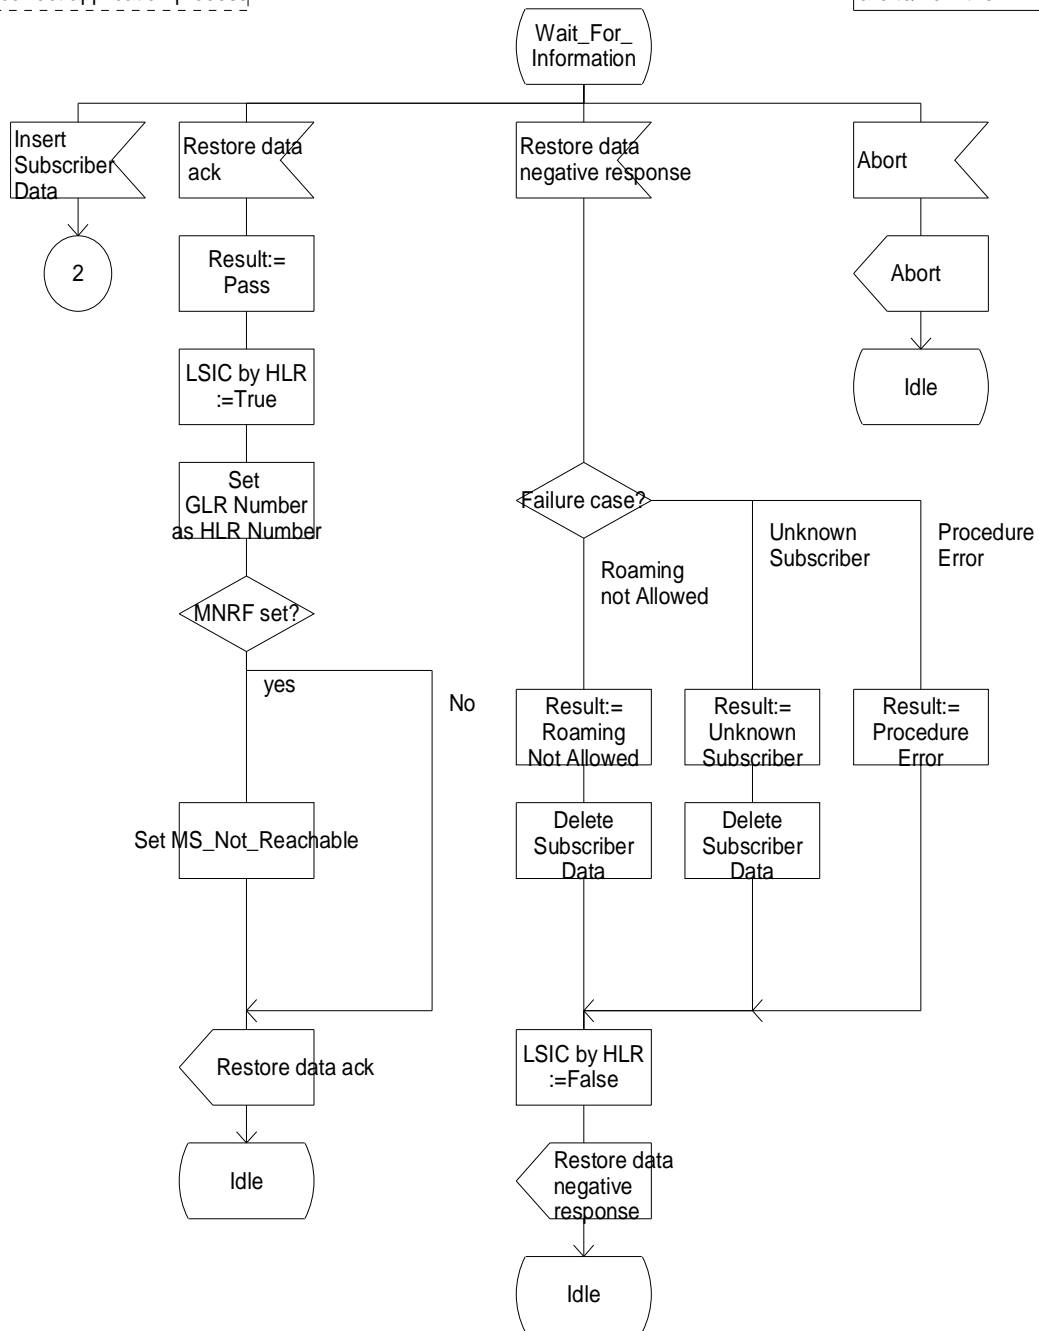 Wait_For_
Information
Insert
Subscriber
Data
Restore data
ack
Restore data
negative response
Abort
2
Result:=
Pass
Abort
LSIC by HLR
:=True
Idle
Set
GLR Number
as HLR Number
Failure case?
Unknown
Subscriber
Procedure
Error
Roaming
not Allowed
MNRF set?
yes
No
Result:=
Roaming
Not Allowed
Result:=
Unknown
Subscriber
Result:=
Procedure
Error
Set MS_Not_Reachable
Delete
Subscriber
Data
Delete
Subscriber
Data
Restore data ack
LSIC by HLR
:=False
Idle
Restore data
negative
response
Idle